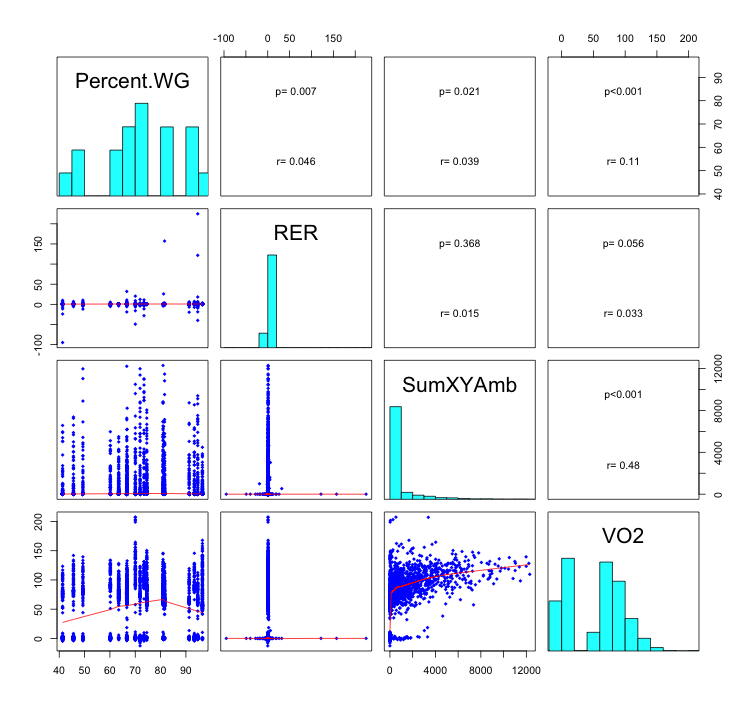 -100 0 50 150
0 50 100 200
Percent.WG
p= 0.007
r= 0.046
p= 0.021
r= 0.039
p<0.001
r= 0.11
40 50 60 70 80 90
-100 0 50 150
RER
p= 0.368
r= 0.015
p= 0.056
r= 0.033
SumXYAmb
p<0.001
r= 0.48
0 4000 8000 12000
0 50 100 150 200
VO2
40 50 60 70 80 90
0 4000 8000 12000